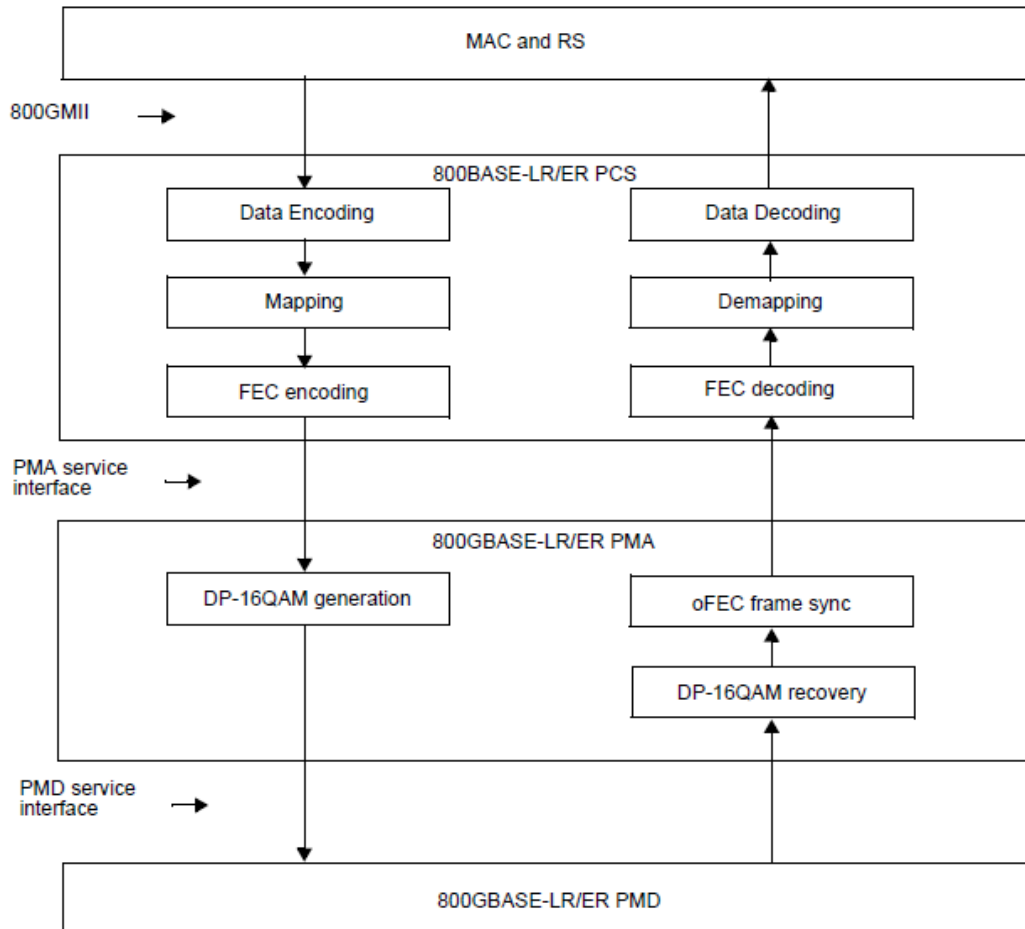 MAC and RS
800GMII
800BASE-LR/ER PCS
Data Encoding
Data Decoding
Mapping
Demapping
FEC encoding
FEC decoding
PMA service
interface
800GBASE-LR/ER PMA
DP-16QAM generation
oFEC frame sync
DP-16QAM recovery
PMD service
interface
800GBASE-LR/ER PMD